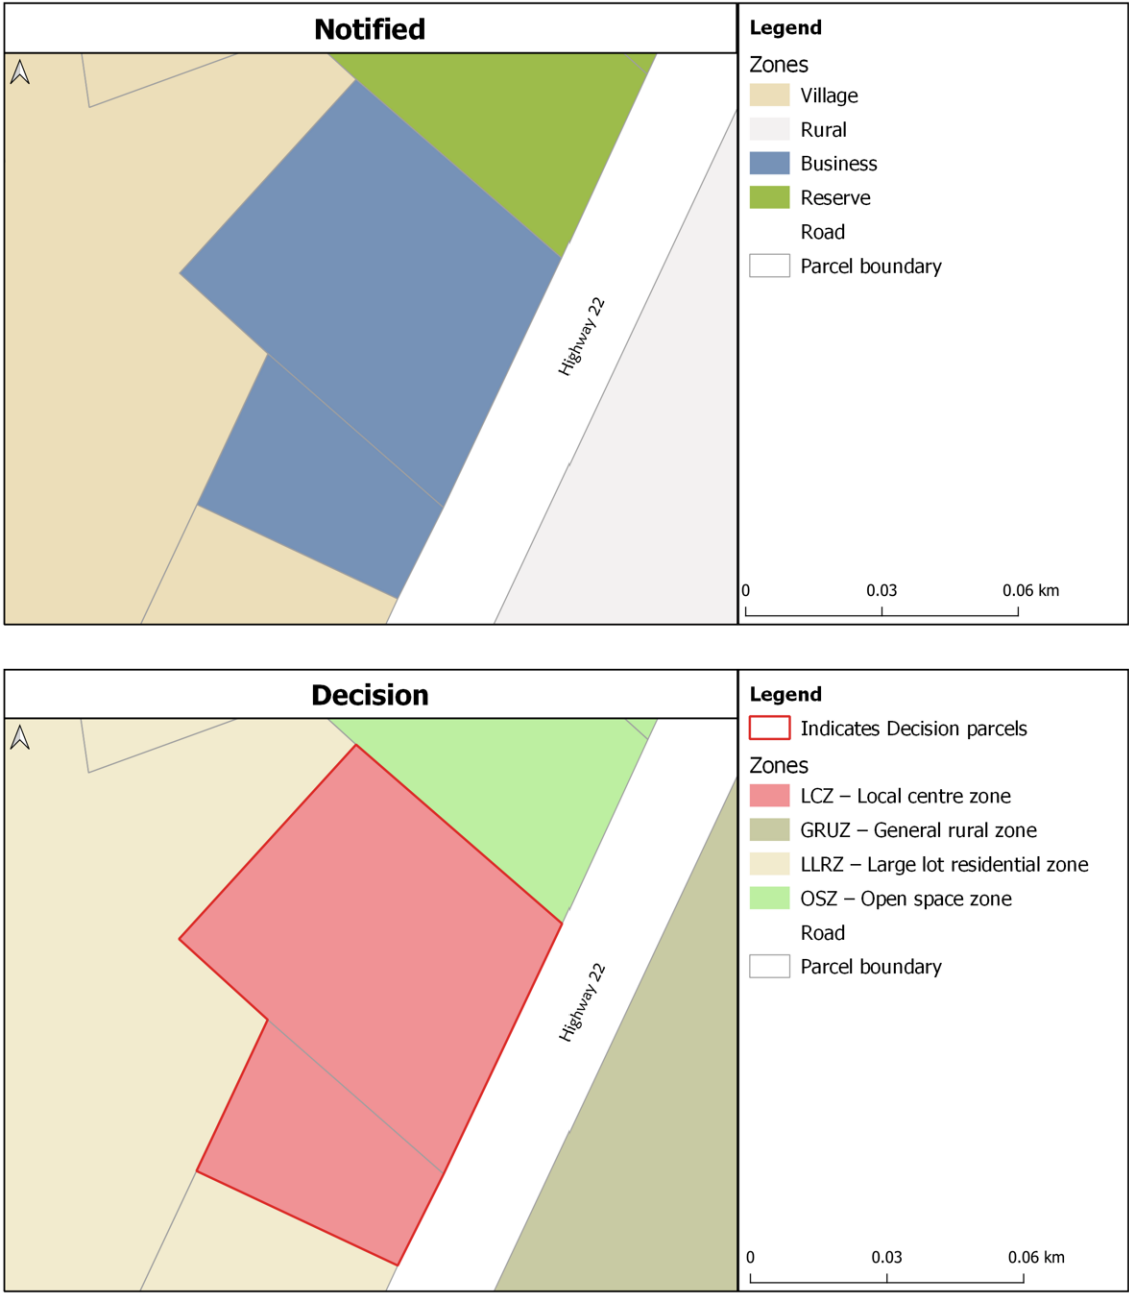 Notified
Legend
Zones
Village
Rural
Business
Reserve
Road
Parcel boundary
Highway 22
0 0.03 0.06 km
Decision
Legend
Indicates Decision parcels
Zones
LCZ – Local centre zone
GRUZ – General rural zone
LLRZ – Large lot residential zone
OSZ – Open space zone
Road
Parcel boundary
Highway 22
0 0.03 0.06 km